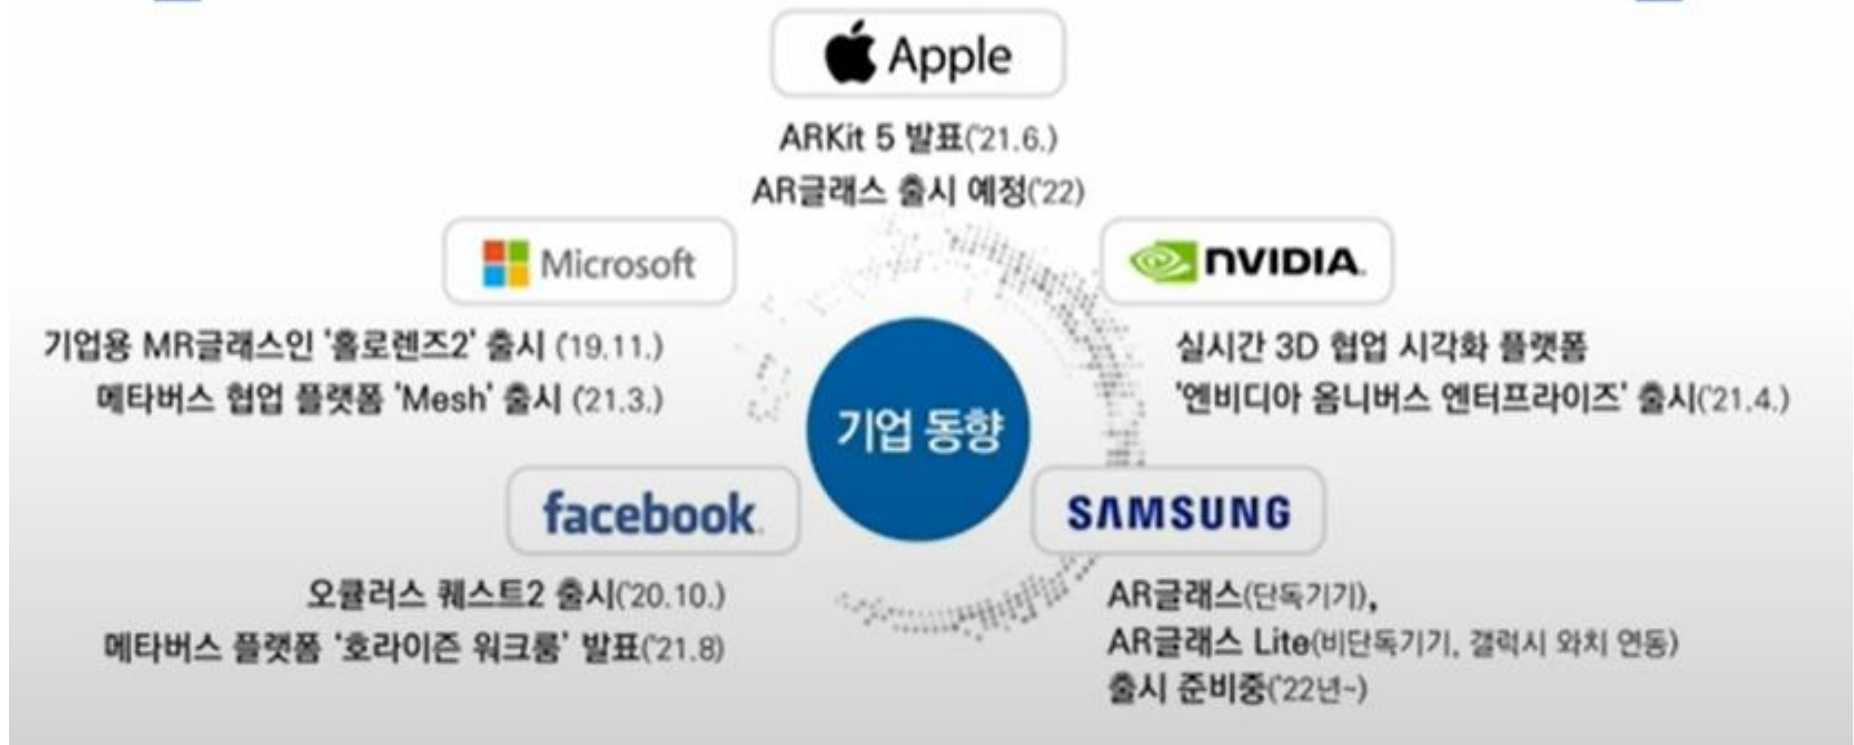 Apple
ARKit 5 발표('21.6.)
AR글래스 출시 예정('22)
Microsoft
기업용 MR글래스인 '홀로렌즈2' 출시 ('19.11.)
메타버스 협업 플랫폼 'Mesh' 출시 ('21.3.)
NVIDIA.
실시간 3D 협업 시각화 플랫폼
'엔비디아 옴니버스 엔터프라이즈' 출시('21.4.)
기업 동향
facebook.
오큘러스 퀘스트2 출시('20.10.)
메타버스 플랫폼 '호라이즌 워크룸' 발표('21.8)
SAMSUNG
AR글래스(단독기기),
AR글래스 Lite(비단독기기, 갤럭시 와치 연동)
출시 준비중('22년~)